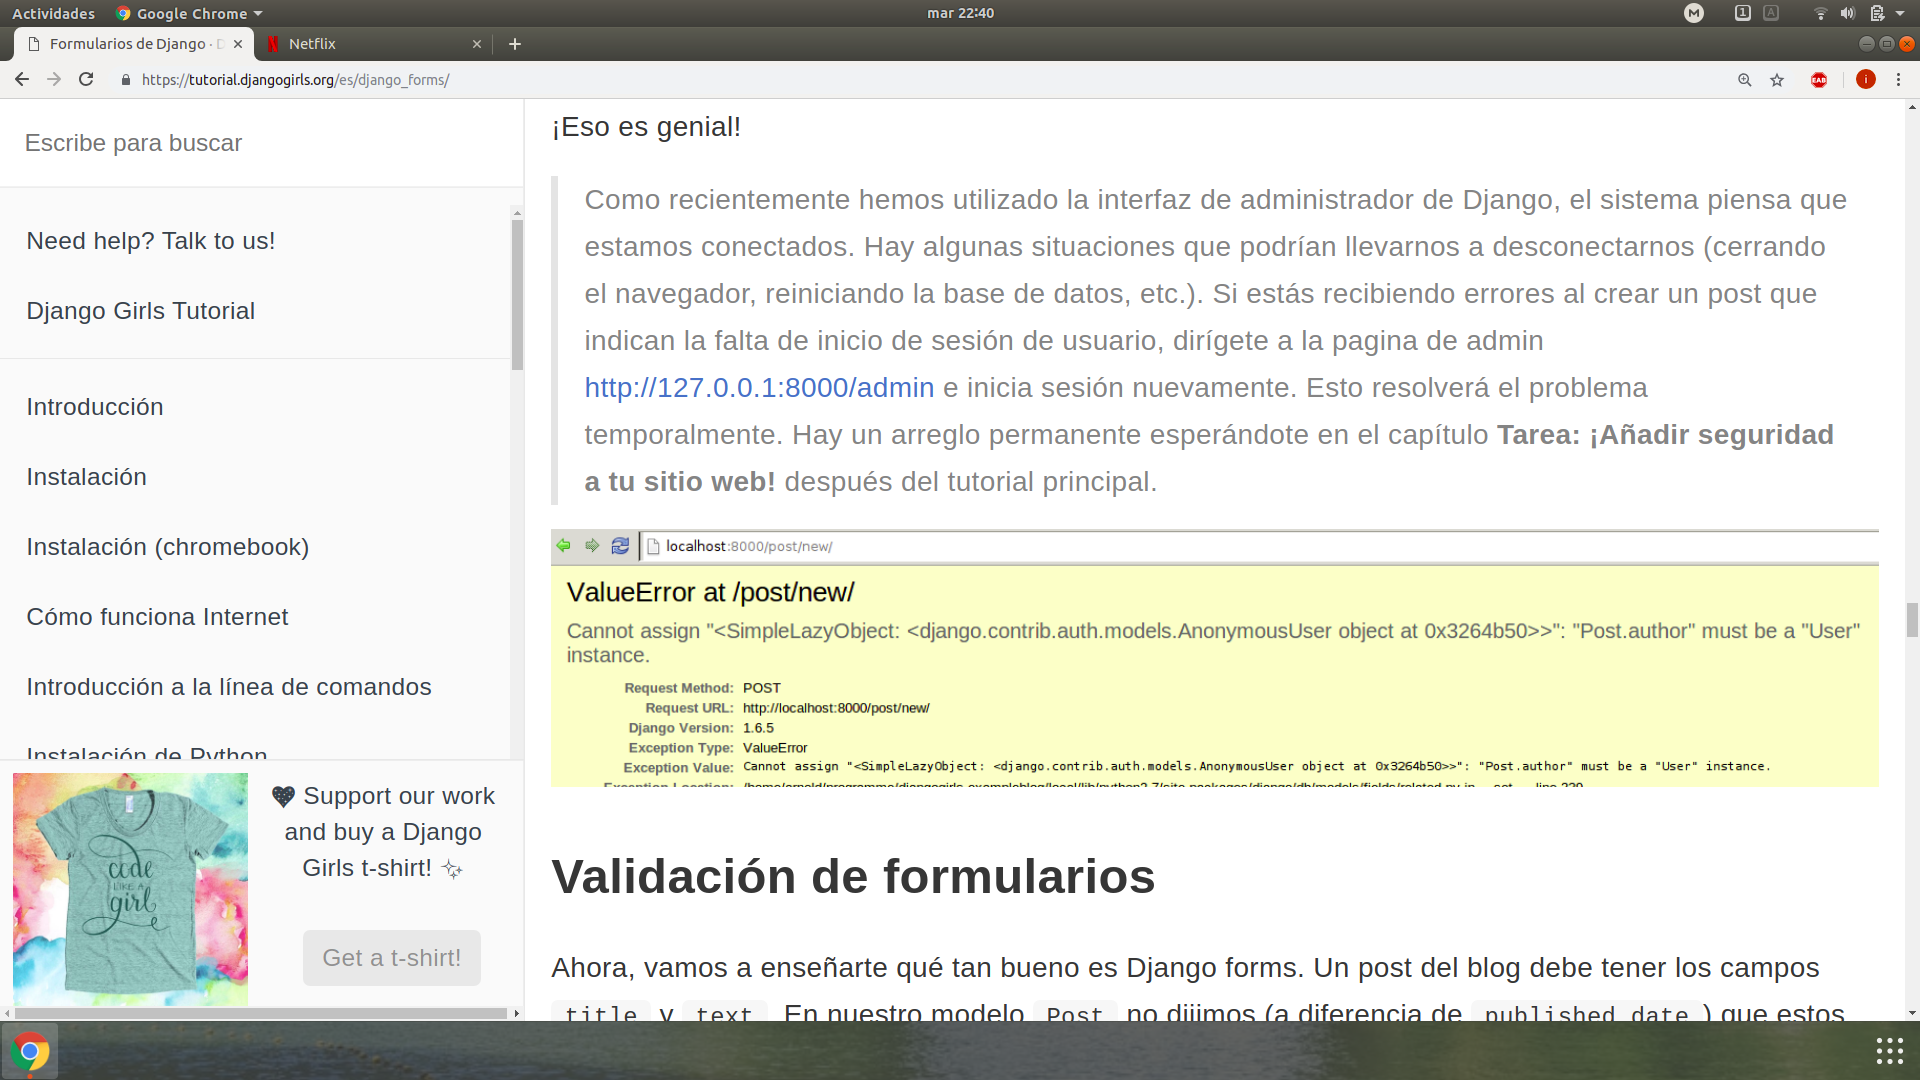 Actividades
Google Chrome
mar 22:40
1
A
Formularios de Django · D
Netflix
https://tutorial.djangogirls.org/es/django_forms/
EAB
i
Escribe para buscar
Need help? Talk to us!
Django Girls Tutorial
Introducción
Instalación
Instalación (chromebook)
Cómo funciona Internet
Introducción a la línea de comandos
Instalación de Python
code
LIKE A
girl
Support our work
and buy a Django
Girls t-shirt!
Get a t-shirt!
¡Eso es genial!
Como recientemente hemos utilizado la interfaz de administrador de Django, el sistema piensa que
estamos conectados. Hay algunas situaciones que podrían llevarnos a desconectarnos (cerrando
el navegador, reiniciando la base de datos, etc.). Si estás recibiendo errores al crear un post que
indican la falta de inicio de sesión de usuario, dirígete a la pagina de admin
http://127.0.0.1:8000/admin e inicia sesión nuevamente. Esto resolverá el problema
temporalmente. Hay un arreglo permanente esperándote en el capítulo Tarea: ¡Añadir seguridad
a tu sitio web! después del tutorial principal.
localhost:8000/post/new/
ValueError at /post/new/
Cannot assign "<SimpleLazyObject: <django.contrib.auth.models.AnonymousUser object at 0x3264b50>>": "Post.author" must be a "User"
instance.
Request Method: POST
Request URL: http://localhost:8000/post/new/
Django Version: 1.6.5
Exception Type: ValueError
Exception Value: Cannot assign "<SimpleLazyObject: <django.contrib.auth.models.AnonymousUser object at 0x3264b50>>": "Post.author" must be a "User" instance.
Validación de formularios
Ahora, vamos a enseñarte qué tan bueno es Django forms. Un post del blog debe tener los campos
title y text. En nuestro modelo Post no dijimos (a diferencia de published_date) que estos